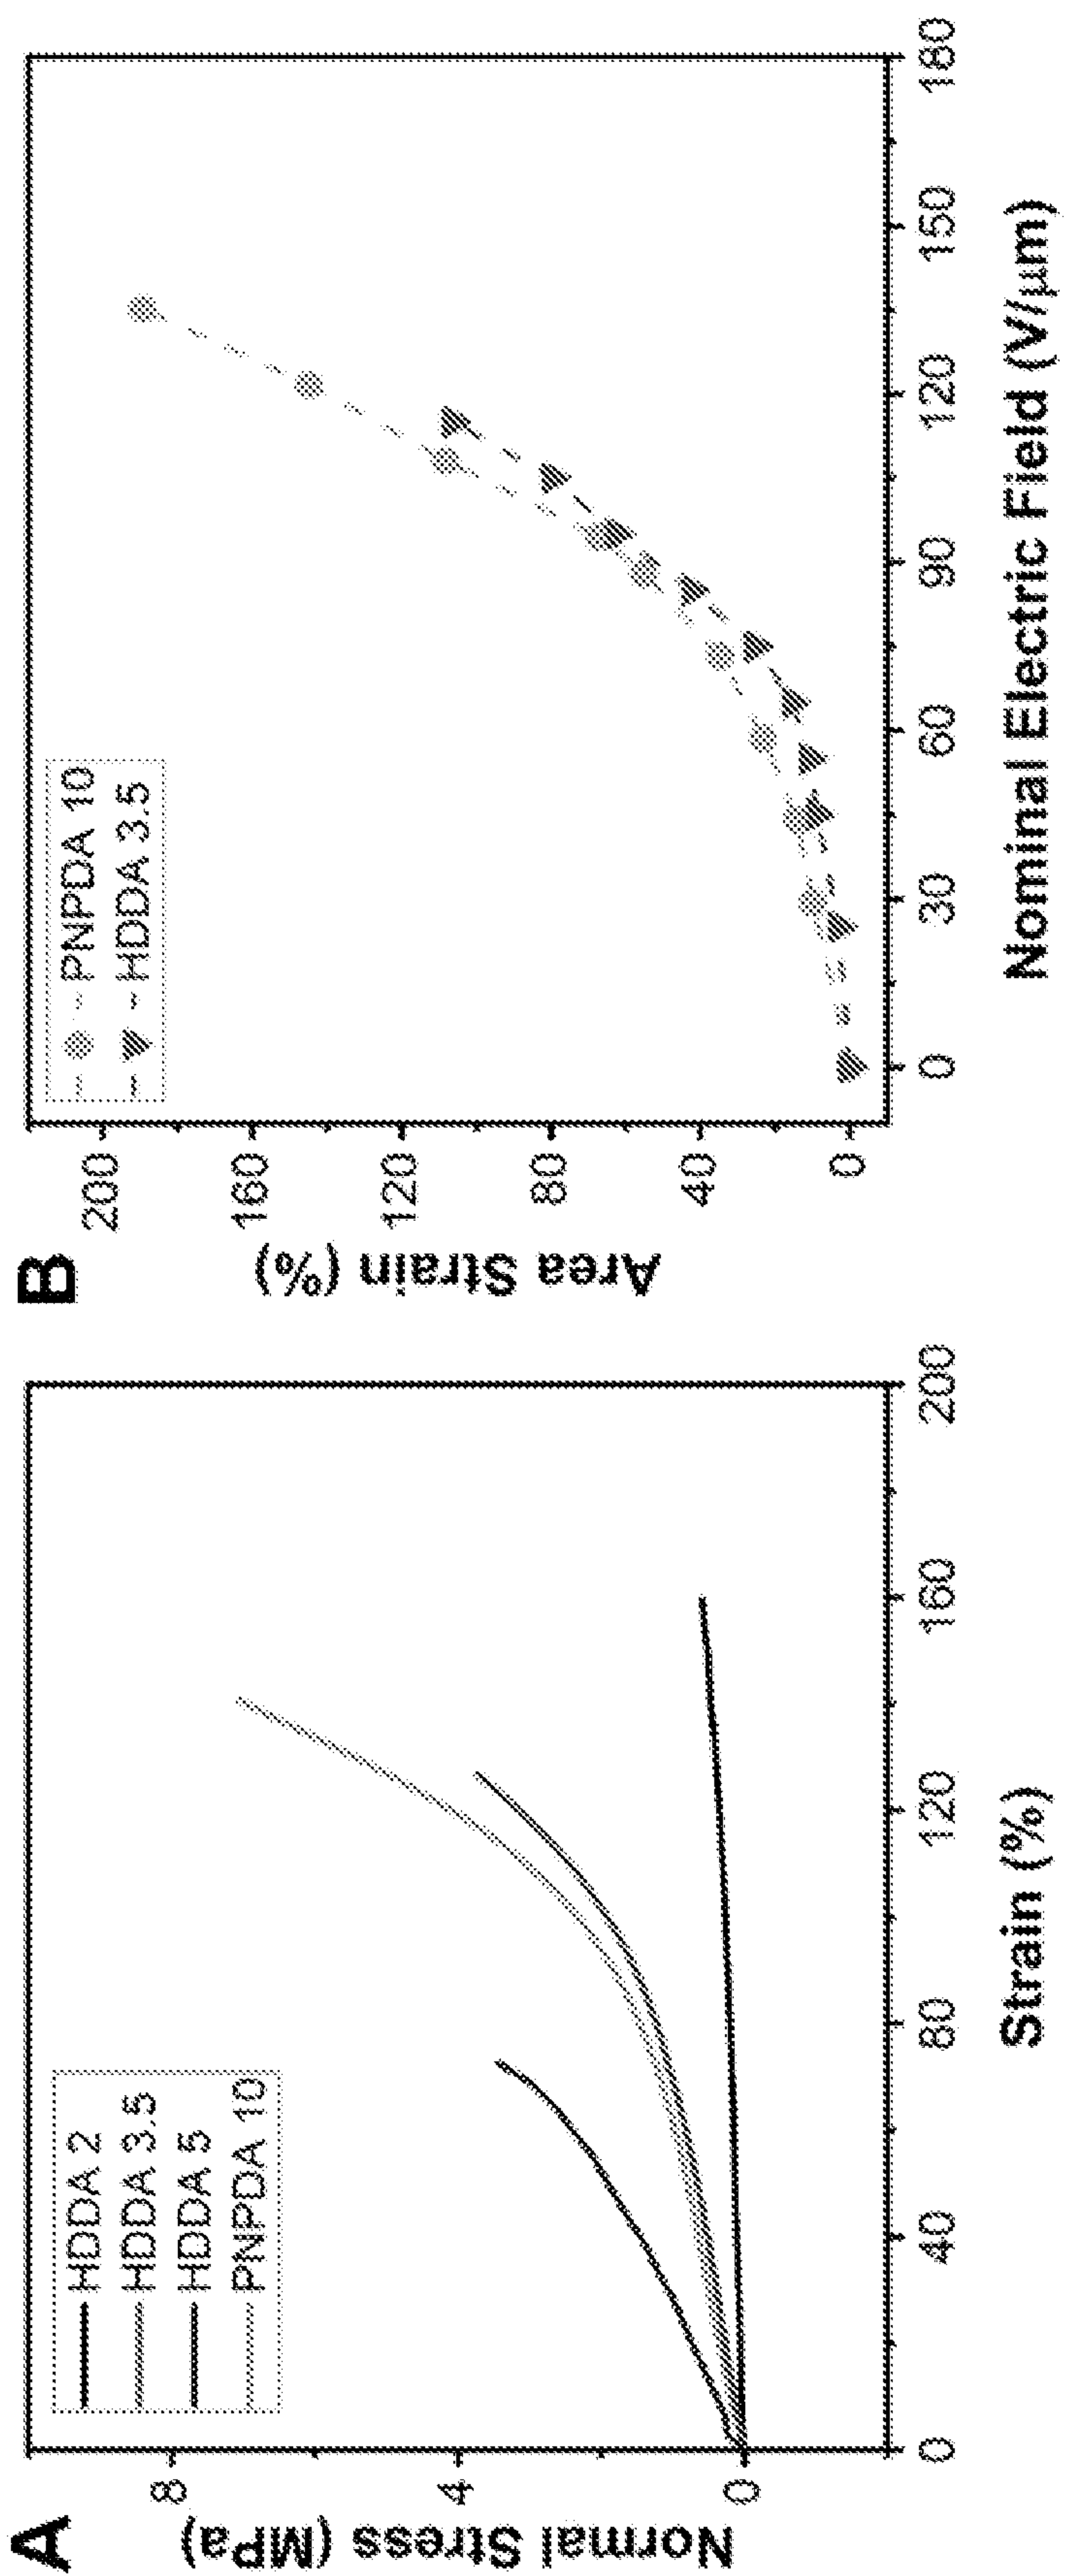 A
Normal Stress (MPa)
8
4
0
HDDA 2
HDDA 3.5
HDDA 5
PNPDA 10
0 40 80 120 160 200
Strain (%)
B
Area Strain (%)
200
160
120
80
40
0
PNPDA 10
HDDA 3.5
0 30 60 90 120 150 180
Nominal Electric Field (V/μm)